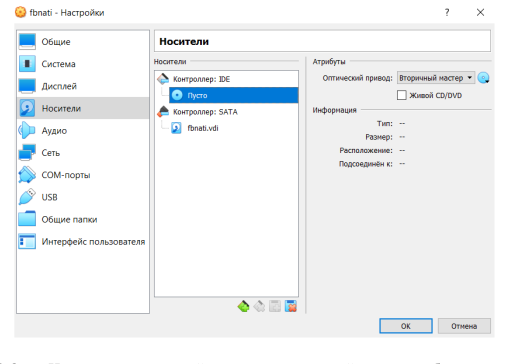 fbnati - Настройки
?
Общие
Система
Дисплей
Носители
Аудио
Сеть
COM-порты
USB
Общие папки
Интерфейс пользователя
Носители
Носители
Контроллер: IDE
Пусто
Контроллер: SATA
fbnati.vdi
Атрибуты
Оптический привод: Вторичный мастер
Живой CD/DVD
Информация
Тип: --
Размер: --
Расположение: --
Подсоединён к: --
ОК
Отмена